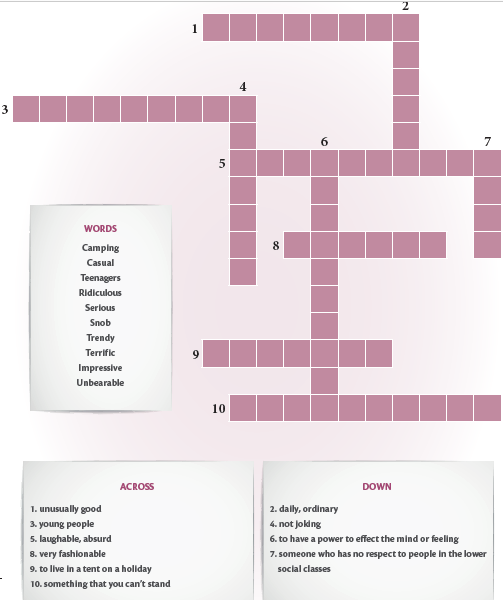 2
1
4
3
6
7
5
8
9
10
WORDS
Camping
Casual
Teenagers
Ridiculous
Serious
Snob
Trendy
Terrific
Impressive
Unbearable
ACROSS
1. unusually good
3. young people
5. laughable, absurd
8. very fashionable
9. to live in a tent on a holiday
10. something that you can't stand
DOWN
2. daily, ordinary
4. not joking
6. to have a power to effect the mind or feeling
7. someone who has no respect to people in the lower
social classes